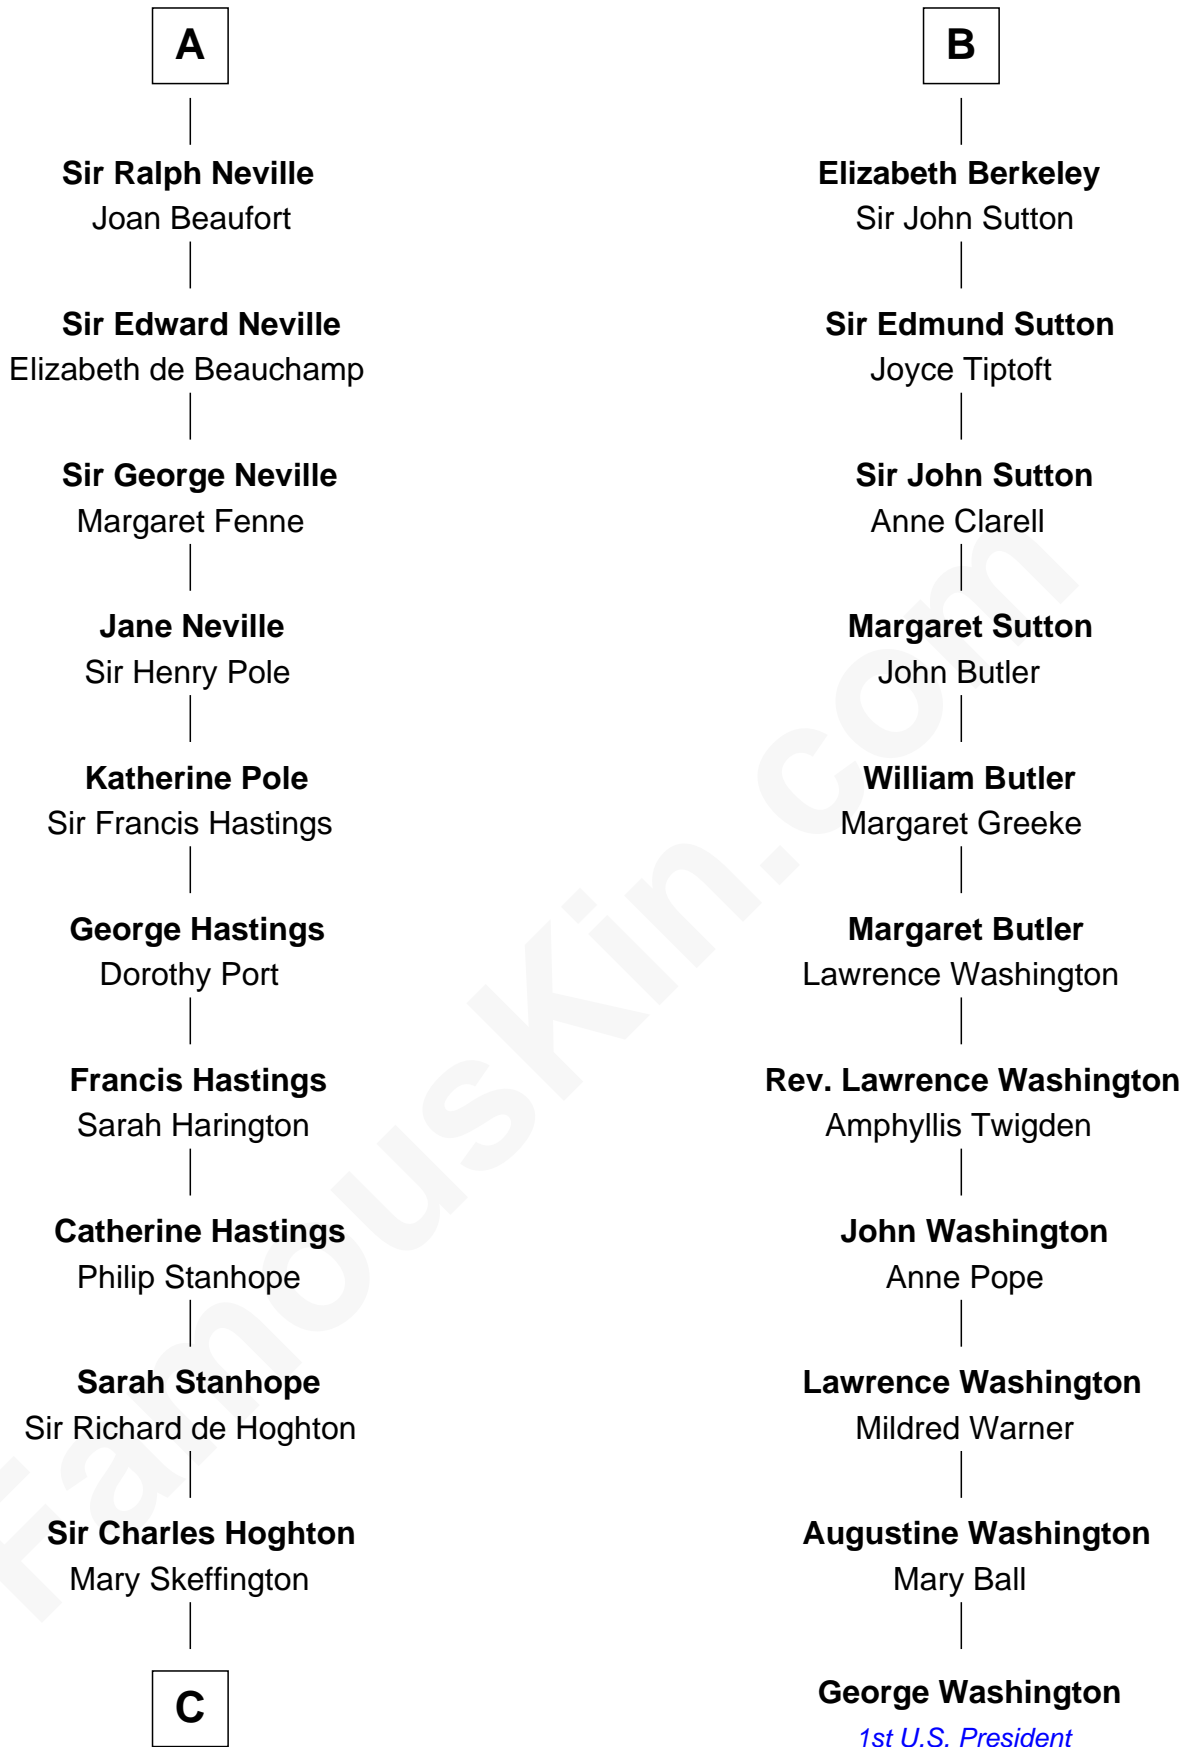 A
Sir Ralph Neville
Joan Beaufort
Sir Edward Neville
Elizabeth de Beauchamp
Sir George Neville
Margaret Fenne
Jane Neville
Sir Henry Pole
Katherine Pole
Sir Francis Hastings
George Hastings
Dorothy Port
Francis Hastings
Sarah Harington
Catherine Hastings
Philip Stanhope
Sarah Stanhope
Sir Richard de Hoghton
Sir Charles Hoghton
Mary Skeffington
C
B
Elizabeth Berkeley
Sir John Sutton
Sir Edmund Sutton
Joyce Tiptoft
Sir John Sutton
Anne Clarell
Margaret Sutton
John Butler
William Butler
Margaret Greeke
Margaret Butler
Lawrence Washington
Rev. Lawrence Washington
Amphyllis Twigden
John Washington
Anne Pope
Lawrence Washington
Mildred Warner
Augustine Washington
Mary Ball
George Washington
1st U.S. President
FamousKin.com